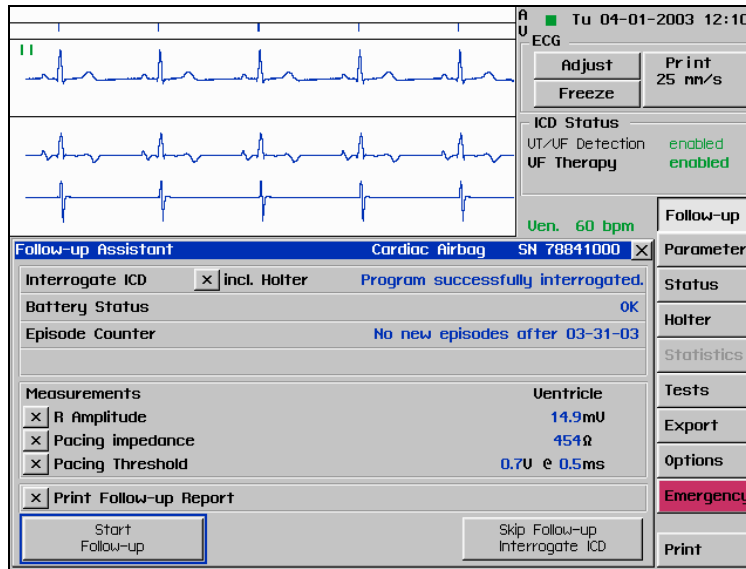 A
V
Tu 04-01-2003 12:10
ECG
Adjust
Freeze
Print
25 mm/s
ICD Status
VT/VF Detection enabled
VF Therapy enabled
Ven. 60 bpm
Follow-up Assistant Cardiac Airbag SN 78841000 X
Interrogate ICD X incl. Holter Program successfully interrogated.
Battery Status OK
Episode Counter No new episodes after 03-31-03
Measurements Ventricle
X R Amplitude 14.9mV
X Pacing impedance 454Ω
X Pacing Threshold 0.7V @ 0.5ms
X Print Follow-up Report
Start
Follow-up
Skip Follow-up
Interrogate ICD
Follow-up
Parameter
Status
Holter
Statistics
Tests
Export
Options
Emergency
Print